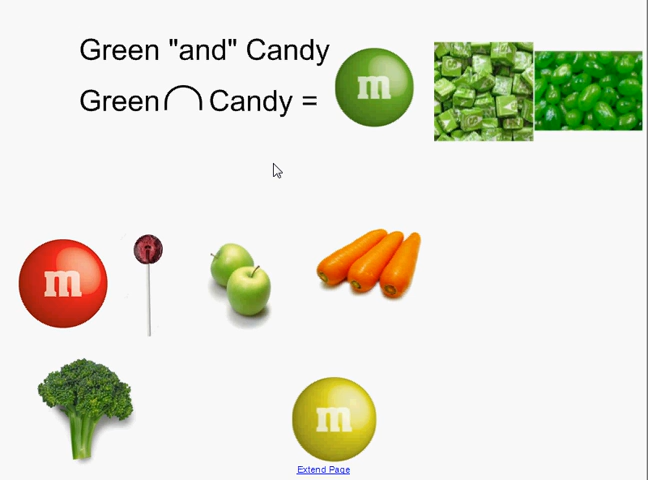 Green "and" Candy
Green ∩ Candy =
m
m
m
Extend Page